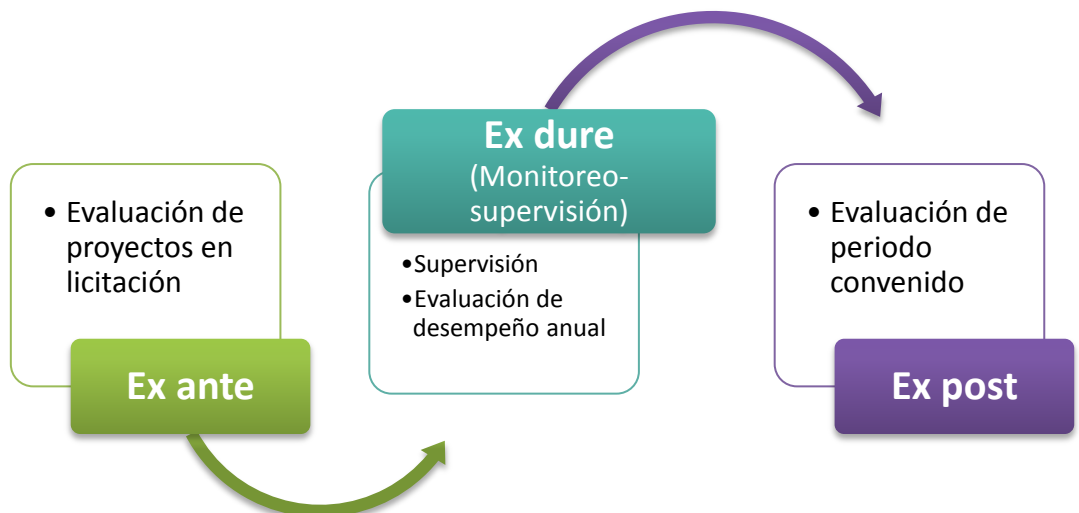 • Evaluación de
proyectos en
licitación
Ex ante
Ex dure
(Monitoreo-
supervisión)
•Supervisión
•Evaluación de
desempeño anual
• Evaluación de
periodo
convenido
Ex post